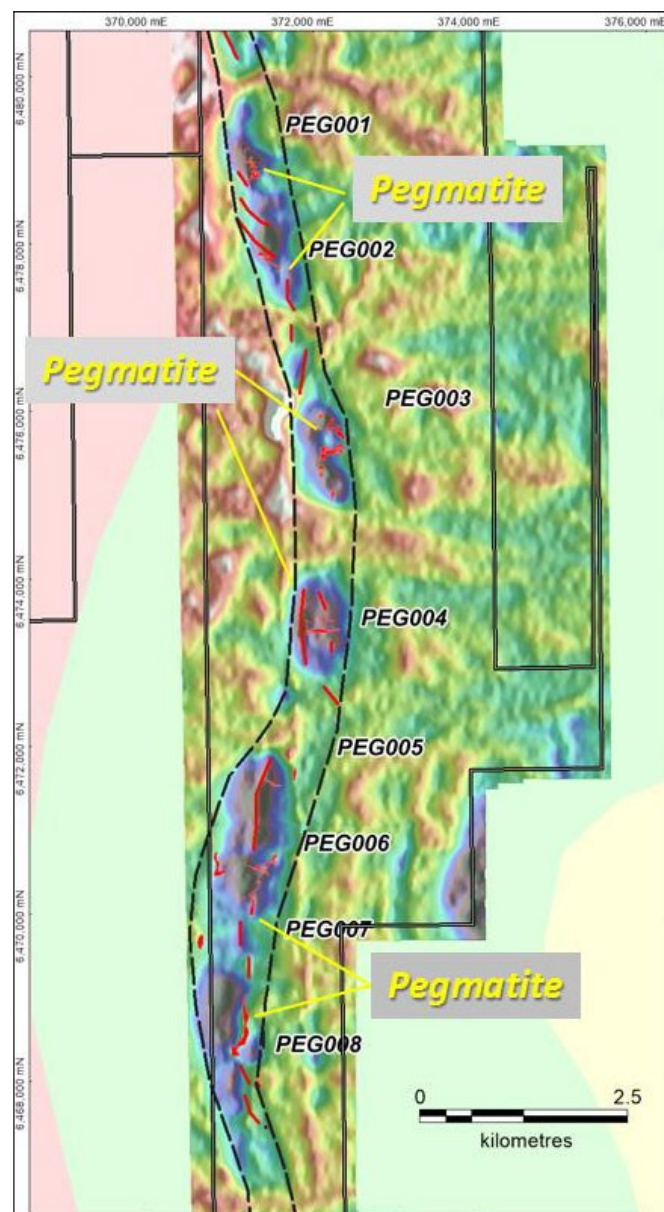 370,000 mE
372,000 mE
374,000 mE
376,000 mE
6,480,000 mN
PEG001
Pegmatite
6,478,000 mN
PEG002
Pegmatite
PEG003
6,476,000 mN
6,474,000 mN
PEG004
PEG005
6,472,000 mN
PEG006
6,470,000 mN
PEG007
Pegmatite
PEG008
6,468,000 mN
0
2.5
kilometres